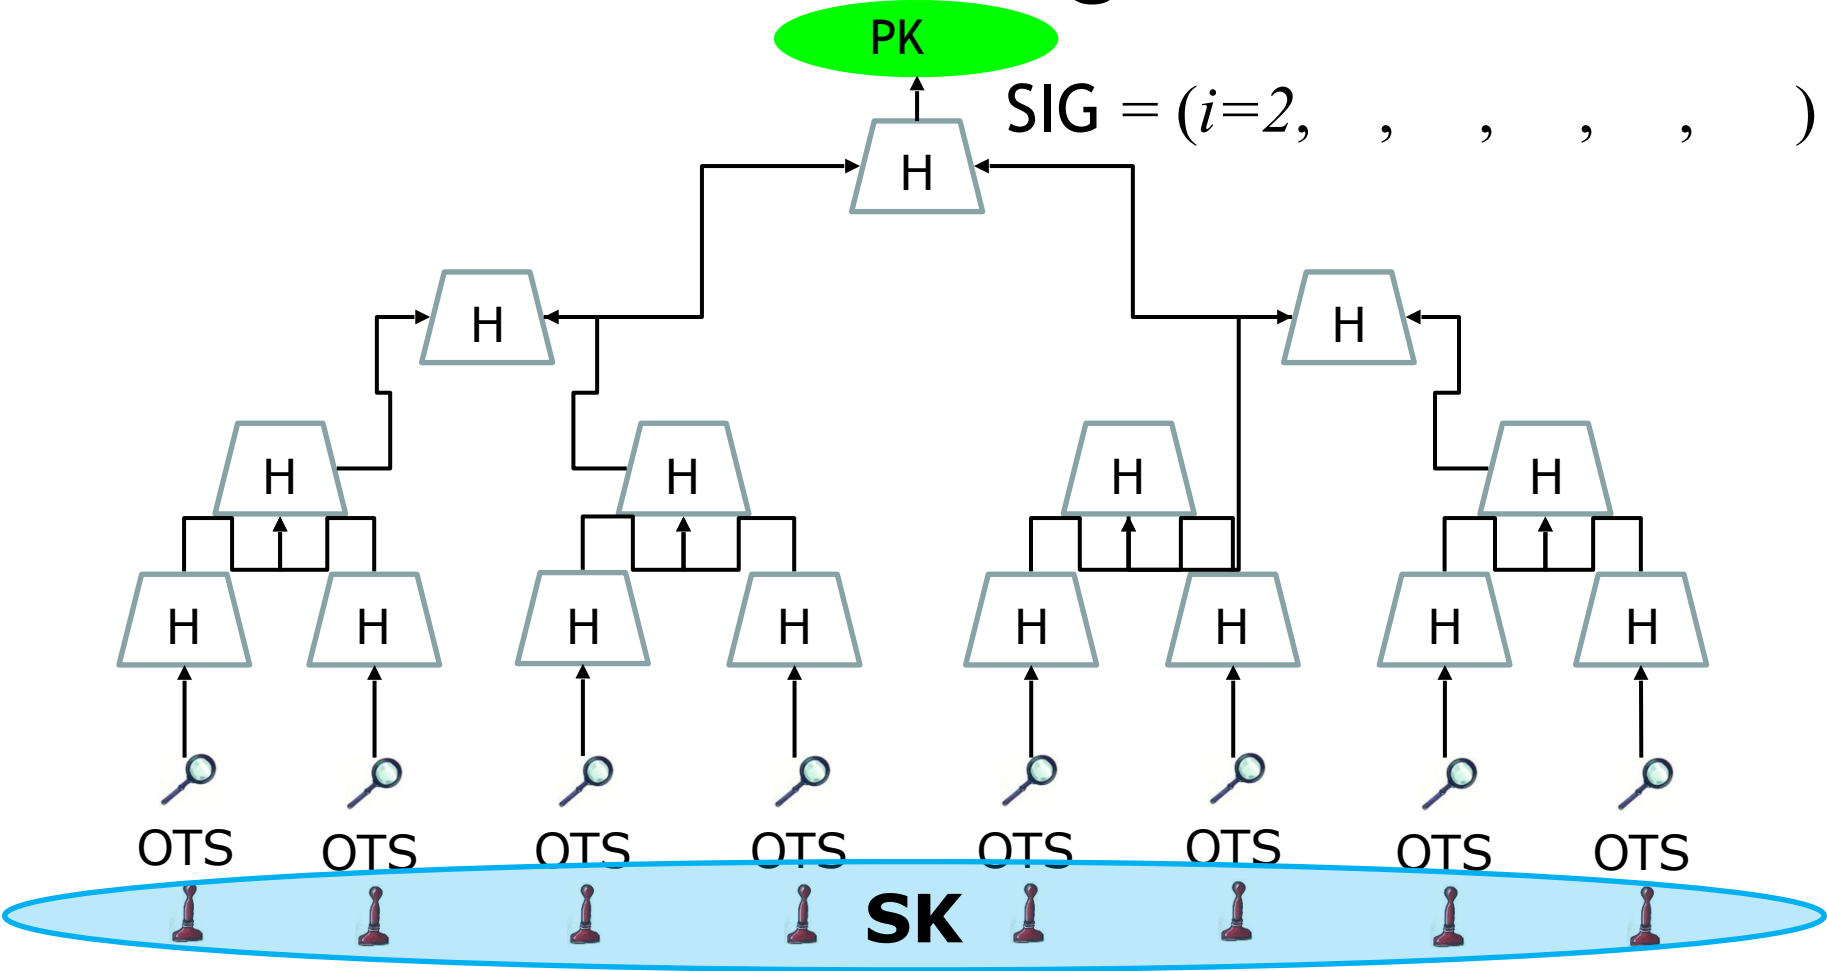 PK
SIG = (i=2, , , , , )
H
H H
H H H H
H H H H H H H H
OTS OTS OTS OTS OTS OTS OTS OTS
SK